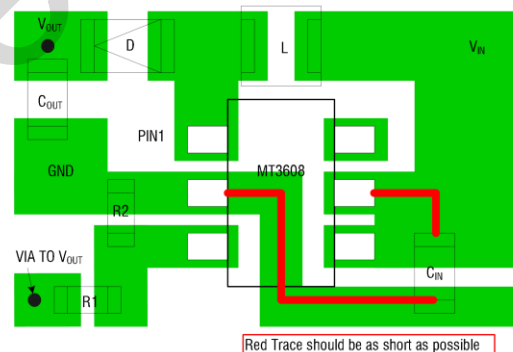 VOUT
D
L
VIN
COUT
PIN1
MT3608
GND
R2
CIN
VIA TO VOUT
R1
Red Trace should be as short as possible